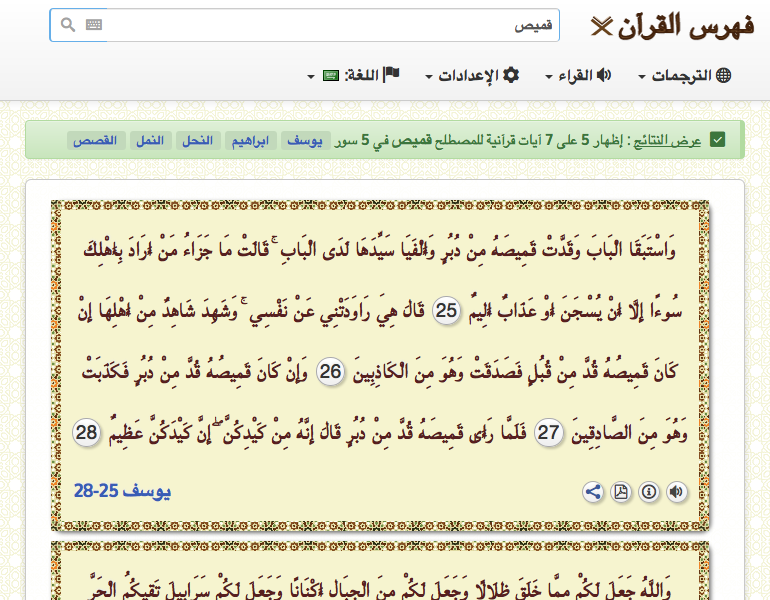 فهرس القرآن
قميص
الترجمات
القراء
الإعدادات
اللغة:
عرض النتائج : إظهار 5 على 7 آيات قرآنية للمصطلح قميص في 5 سور يوسف ابراهيم النحل النمل القصص
وَاسْتَبَقَا الْبَابَ وَقَدَّتْ قَمِيصَهُ مِنْ دُبُرٍ وَأَلْفَيَا سَيِّدَهَا لَدَى الْبَابِ ۚ قَالَتْ مَا جَزَاءُ مَنْ أَرَادَ بِأَهْلِكَ
سُوءًا إِلَّا أَنْ يُسْجَنَ أَوْ عَذَابٌ أَلِيمٌ 25 قَالَ هِيَ رَاوَدَتْنِي عَنْ نَفْسِي ۚ وَشَهِدَ شَاهِدٌ مِنْ أَهْلِهَا إِنْ
كَانَ قَمِيصُهُ قُدَّ مِنْ قُبُلٍ فَصَدَقَتْ وَهُوَ مِنَ الْكَاذِبِينَ 26 وَإِنْ كَانَ قَمِيصُهُ قُدَّ مِنْ دُبُرٍ فَكَذَبَتْ
وَهُوَ مِنَ الصَّادِقِينَ 27 فَلَمَّا رَأَى قَمِيصَهُ قُدَّ مِنْ دُبُرٍ قَالَ إِنَّهُ مِنْ كَيْدِكُنَّ ۖ إِنَّ كَيْدَكُنَّ عَظِيمٌ 28
يوسف 25-28
وَاللَّهُ جَعَلَ لَكُمْ مِمَّا خَلَقَ ظِلَالًا وَجَعَلَ لَكُمْ مِنَ الْجِبَالِ أَكْنَانًا وَجَعَلَ لَكُمْ سَرَابِيلَ تَقِيكُمُ الْحَرَّ